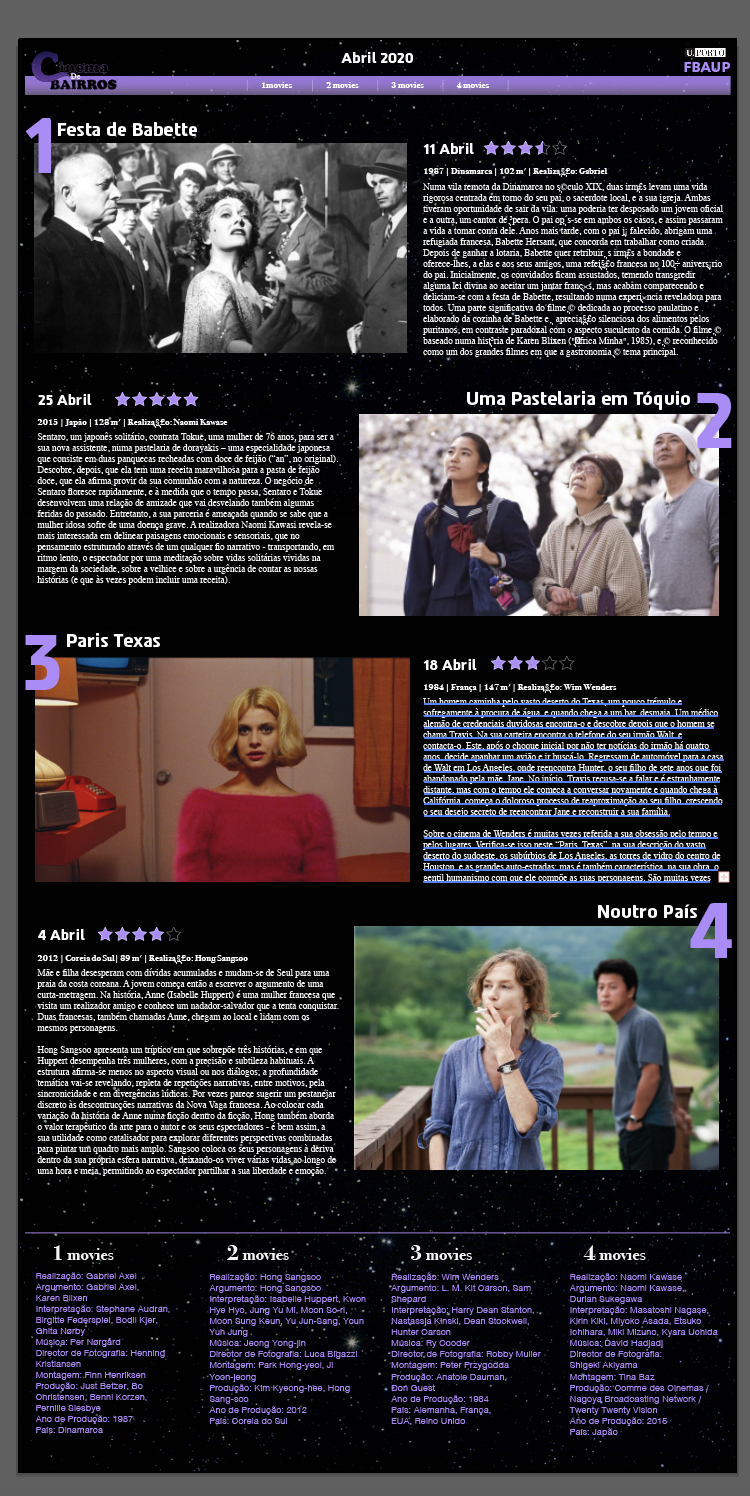 Cinema
De
BAIRROS
Abril 2020
U. PORTO
FBAUP
1movies
2 movies
3 movies
4 movies
1
Festa de Babette
11 Abril
1987 | Dinamarca | 102 m' | Gabriel
Numa vila remota da Dinamarca no XIX, duas levam uma vida
rigorosa centrada em torno do seu pai, o sacerdote local, e a sua igreja. Ambas
tiveram oportunidade de sair da vila: uma poderia ter desposado um jovem oficial
e a outra, um cantor de O pai em ambos os casos, e assim passaram
a vida a tomar conta dele. Anos mais tarde, com o pai falecido, abrigam uma
refugiada francesa, Babette Hersant, que concorda em trabalhar como criada.
Depois de ganhar a lotaria, Babette quer retribuir, s a bondade e
oferece-lhes, a elas e aos seus amigos, uma francesa no
do pai. Inicialmente, os convidados ficam assustados, temendo transgredir
alguma lei divina ao aceitar um jantar mas acabam comparecendo e
deliciam-se com a festa de Babette, resultando numa reveladora para
todos. Uma parte significativa do filme © dedicada ao processo paulatino e
elaborado da cozinha de Babette e silenciosa dos alimentos pelos
puritanos, em contraste paradoxal com o aspecto suculento da comida. O filme ©
baseado numa de Karen Blixen Minha", 1985), e © reconhecido
como um dos grandes filmes em que a gastronomia © tema principal.
25 Abril
2015 | Japão | 128 m' | Naomi Kawase
Sentaro, um japonês solitário, contrata Tokue, uma mulher de 76 anos, para ser a
sua nova assistente, numa pastelaria de dorayakis – uma especialidade japonesa
que consiste em duas panquecas recheadas com doce de feijão ("an", no original).
Descobre, depois, que ela tem uma receita maravilhosa para a pasta de feijão
doce, que ela afirma provir da sua comunhão com a natureza. O negócio de
Sentaro floresce rapidamente, e à medida que o tempo passa, Sentaro e Tokue
desenvolvem uma relação de amizade que vai desvelando também algumas
feridas do passado. Entretanto, a sua parceria é ameaçada quando se sabe que a
mulher idosa sofre de uma doença grave. A realizadora Naomi Kawasi revela-se
mais interessada em delinear paisagens emocionais e sensoriais, que no
pensamento estruturado através de um qualquer fio narrativo - transportando, em
ritmo lento, o espectador por uma meditação sobre vidas solitárias vividas na
margem da sociedade, sobre a velhice e sobre a urgência de contar as nossas
histórias (e que às vezes podem incluir uma receita).
Uma Pastelaria em Tóquio
2
3
Paris Texas
18 Abril
1984 | França | 147 m' | Wim Wenders
Um homem caminha pelo vasto deserto do Texas, um pouco trémulo e
sofregamente à procura de água, e quando chega a um bar, desmaia. Um médico
alemão de credenciais duvidosas encontra-o e descobre depois que o homem se
chama Travis. Na sua carteira encontra o telefone do seu irmão Walt, e
contacta-o. Este, após o choque inicial por não ter notícias do irmão há quatro
anos, decide apanhar um avião e ir buscá-lo. Regressam de automóvel para a casa
de Walt em Los Angeles, onde reencontra Hunter, o seu filho de sete anos que foi
abandonado pela mãe, Jane. No início, Travis recusa-se a falar e é estranhamente
distante, mas com o tempo ele começa a conversar novamente e quando chega à
Califórnia, começa o doloroso processo de reaproximação ao seu filho, crescendo
o seu desejo secreto de reencontrar Jane e reconstruir a sua família.
Sobre o cinema de Wenders é muitas vezes referida a sua obsessão pelo tempo e
pelos lugares. Verifica-se isso neste "Paris, Texas", na sua descrição do vasto
deserto do sudoeste, os subúrbios de Los Angeles, as torres de vidro do centro de
Houston, e as grandes auto-estradas; mas é também característica, na sua obra, o
gentil humanismo com que ele compõe as suas personagens. São muitas vezes
Noutro País
4
4 Abril
2012 | Coreia do Sul | 89 m' | Hong Sangsoo
Mãe e filha desesperam com dívidas acumuladas e mudam-se de Seul para uma
praia da costa coreana. A jovem começa então a escrever o argumento de uma
curta-metragem. Na história, Anne (Isabelle Huppert) é uma mulher francesa que
visita um realizador amigo e conhece um nadador-salvador que a tenta conquistar.
Duas francesas, também chamadas Anne, chegam ao local e lidam com os
mesmos personagens.
Hong Sangsoo apresenta um tríptico em que sobrepõe três histórias, e em que
Huppert desempenha três mulheres, com a precisão e subtileza habituais. A
estrutura afirma-se menos no aspecto visual ou nos diálogos; a profundidade
temática vai-se revelando, repleta de repetições narrativas, entre motivos, pela
sincronicidade e em divergências lúdicas. Por vezes parece sugerir um pestanejar
discreto às descontrucções narrativas da Nova Vaga francesa. Ao colocar cada
variação da história de Anne numa ficção dentro da ficção, Hong também aborda
o valor terapêutico da arte para o autor e os seus espectadores - é bem assim, a
sua utilidade como catalisador para explorar diferentes perspectivas combinadas
para pintar um quadro mais amplo. Sangsoo coloca os seus personagens à deriva
dentro da sua própria esfera narrativa, deixando-os viver várias vidas ao longo de
uma hora e meia, permitindo ao espectador partilhar a sua liberdade e emoção.
1 movies
Realização: Gabriel Axel
Argumento: Gabriel Axel,
Karen Blixen
Interpretação: Stephane Audran,
Birgitte Federspiel, Bodil Kjer,
Ghita Nørby
Música: Per Nørgård
Director de Fotografia: Henning
Kristiansen
Montagem: Finn Henriksen
Produção: Just Betzer, Bo
Christensen, Benni Korzen,
Pernille Siesbye
Ano de Produção: 1987
País: Dinamarca
2 movies
Realização: Hong Sangsoo
Argumento: Hong Sangsoo
Interpretação: Isabelle Huppert, Kwon
Hye Hyo, Jung Yu Mi, Moon So-ri,
Moon Sung Keun, Yu Jun-Sang, Youn
Yuh Jung
Música: Jeong Yong-jin
Director de Fotografia: Luca Bigazzi
Montagem: Park Hong-yeol, Ji
Yoon-jeong
Produção: Kim Kyeong-hee, Hong
Sang-soo
Ano de Produção: 2012
País: Coreia do Sul
3 movies
Realização: Wim Wenders
Argumento: L. M. Kit Carson, Sam
Shepard
Interpretação: Harry Dean Stanton,
Nastassja Kinski, Dean Stockwell,
Hunter Carson
Música: Ry Cooder
Director de Fotografia: Robby Muller
Montagem: Peter Przygodda
Produção: Anatole Dauman,
Don Guest
Ano de Produção: 1984
País: Alemanha, França,
EUA, Reino Unido
4 movies
Realização: Naomi Kawase
Argumento: Naomi Kawase,
Durian Sukegawa
Interpretação: Masatoshi Nagase,
Kirin Kiki, Miyoko Asada, Etsuko
Ichihara, Miki Mizuno, Kyara Uchida
Música: David Hadjadj
Director de Fotografia:
Shigeki Akiyama
Montagem: Tina Baz
Produção: Comme des Cinemas /
Nagoya Broadcasting Network /
Twenty Twenty Vision
Ano de Produção: 2015
País: Japão